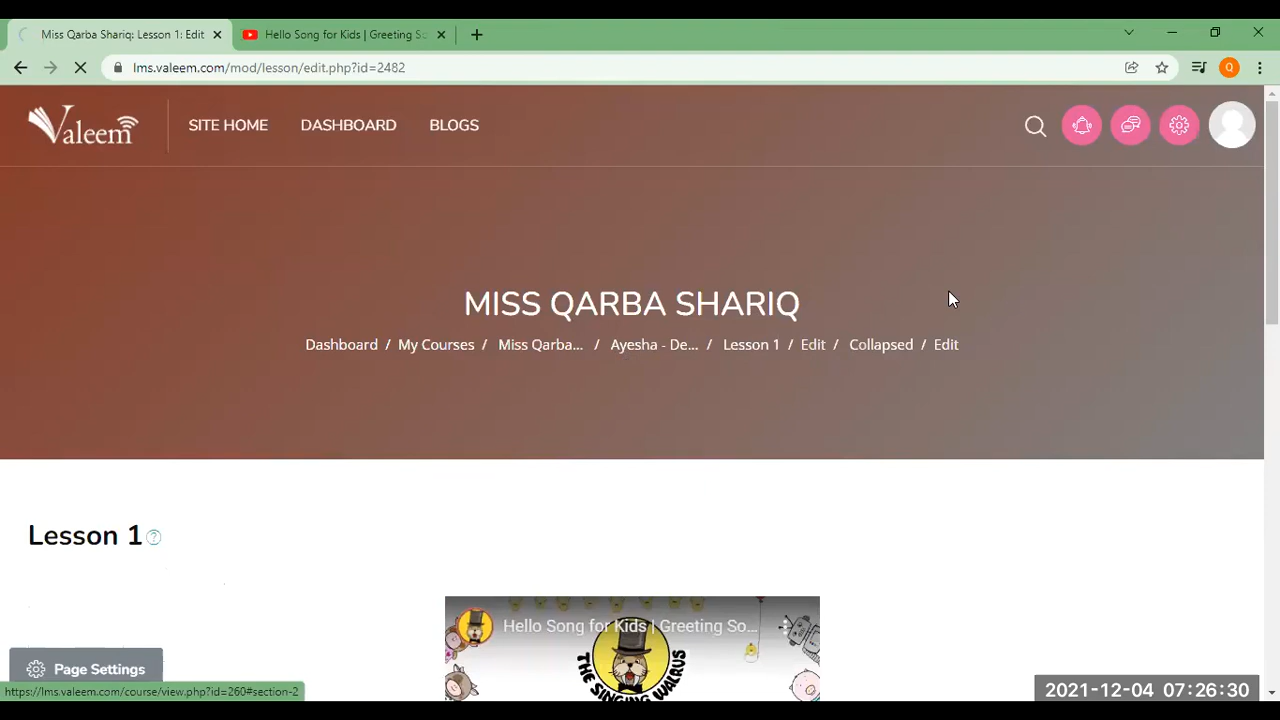 Miss Qarba Shariq: Lesson 1: Edit
Hello Song for Kids | Greeting So
lms.valeem.com/mod/lesson/edit.php?id=2482
Q
Valeem
SITE HOME
DASHBOARD
BLOGS
MISS QARBA SHARIQ
Dashboard / My Courses / Miss Qarba... / Ayesha - De... / Lesson 1 / Edit / Collapsed / Edit
Lesson 1
?
Hello Song for Kids | Greeting So...
THE SINGING WALRUS
Page Settings
https://lms.valeem.com/course/view.php?id=260#section-2
2021-12-04 07:26:30